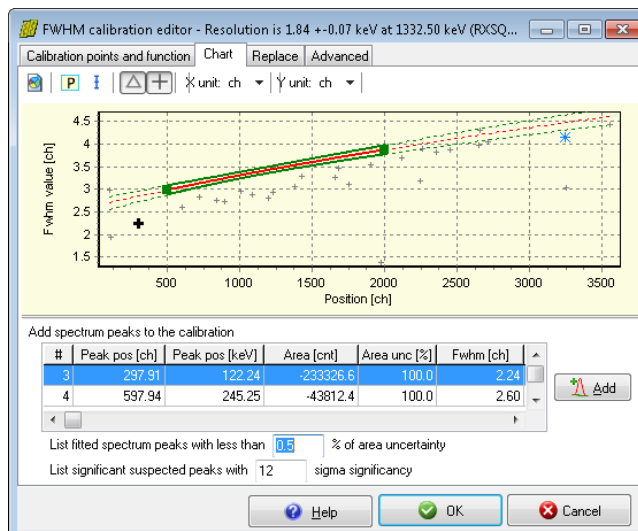 FWHM calibration editor - Resolution is 1.84 +-0.07 keV at 1332.50 keV (RXSQ...
Calibration points and function Chart Replace Advanced
P X unit: ch Y unit: ch
Fwhm value [ch]
4.5
4
3.5
3
2.5
2
1.5
500 1000 1500 2000 2500 3000 3500
Position [ch]
Add spectrum peaks to the calibration
# Peak pos [ch] Peak pos [keV] Area [cnt] Area unc [%] Fwhm [ch]
3 297.91 122.24 -233326.6 100.0 2.24
4 597.94 245.25 -43812.4 100.0 2.60
Add
List fitted spectrum peaks with less than 0.5 % of area uncertainty
List significant suspected peaks with 12 sigma significancy
Help OK Cancel